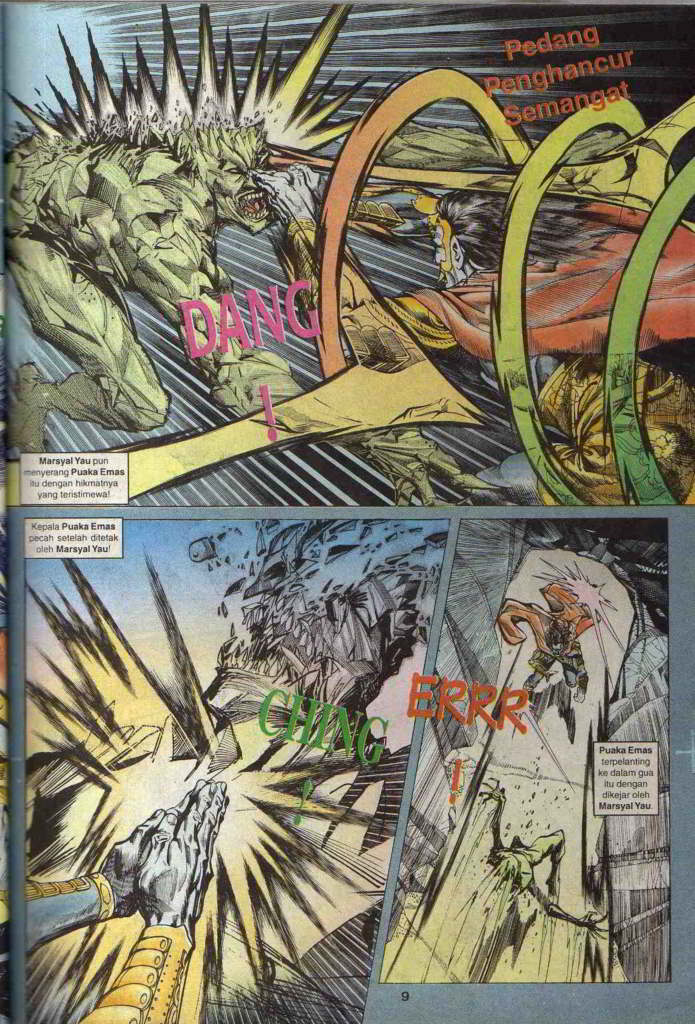 Pedang
Penghancur
Semangat
DANG
!
Marsyal Yau pun
menyerang Puaka Emas
itu dengan hikmatnya
yang teristimewa!
Kepala Puaka Emas
pecah setelah ditetak
oleh Marsyal Yau!
CHING
!
ERRR
!
Puaka Emas
terpelanting
ke dalam gua
itu dengan
dikejar oleh
Marsyal Yau.
9